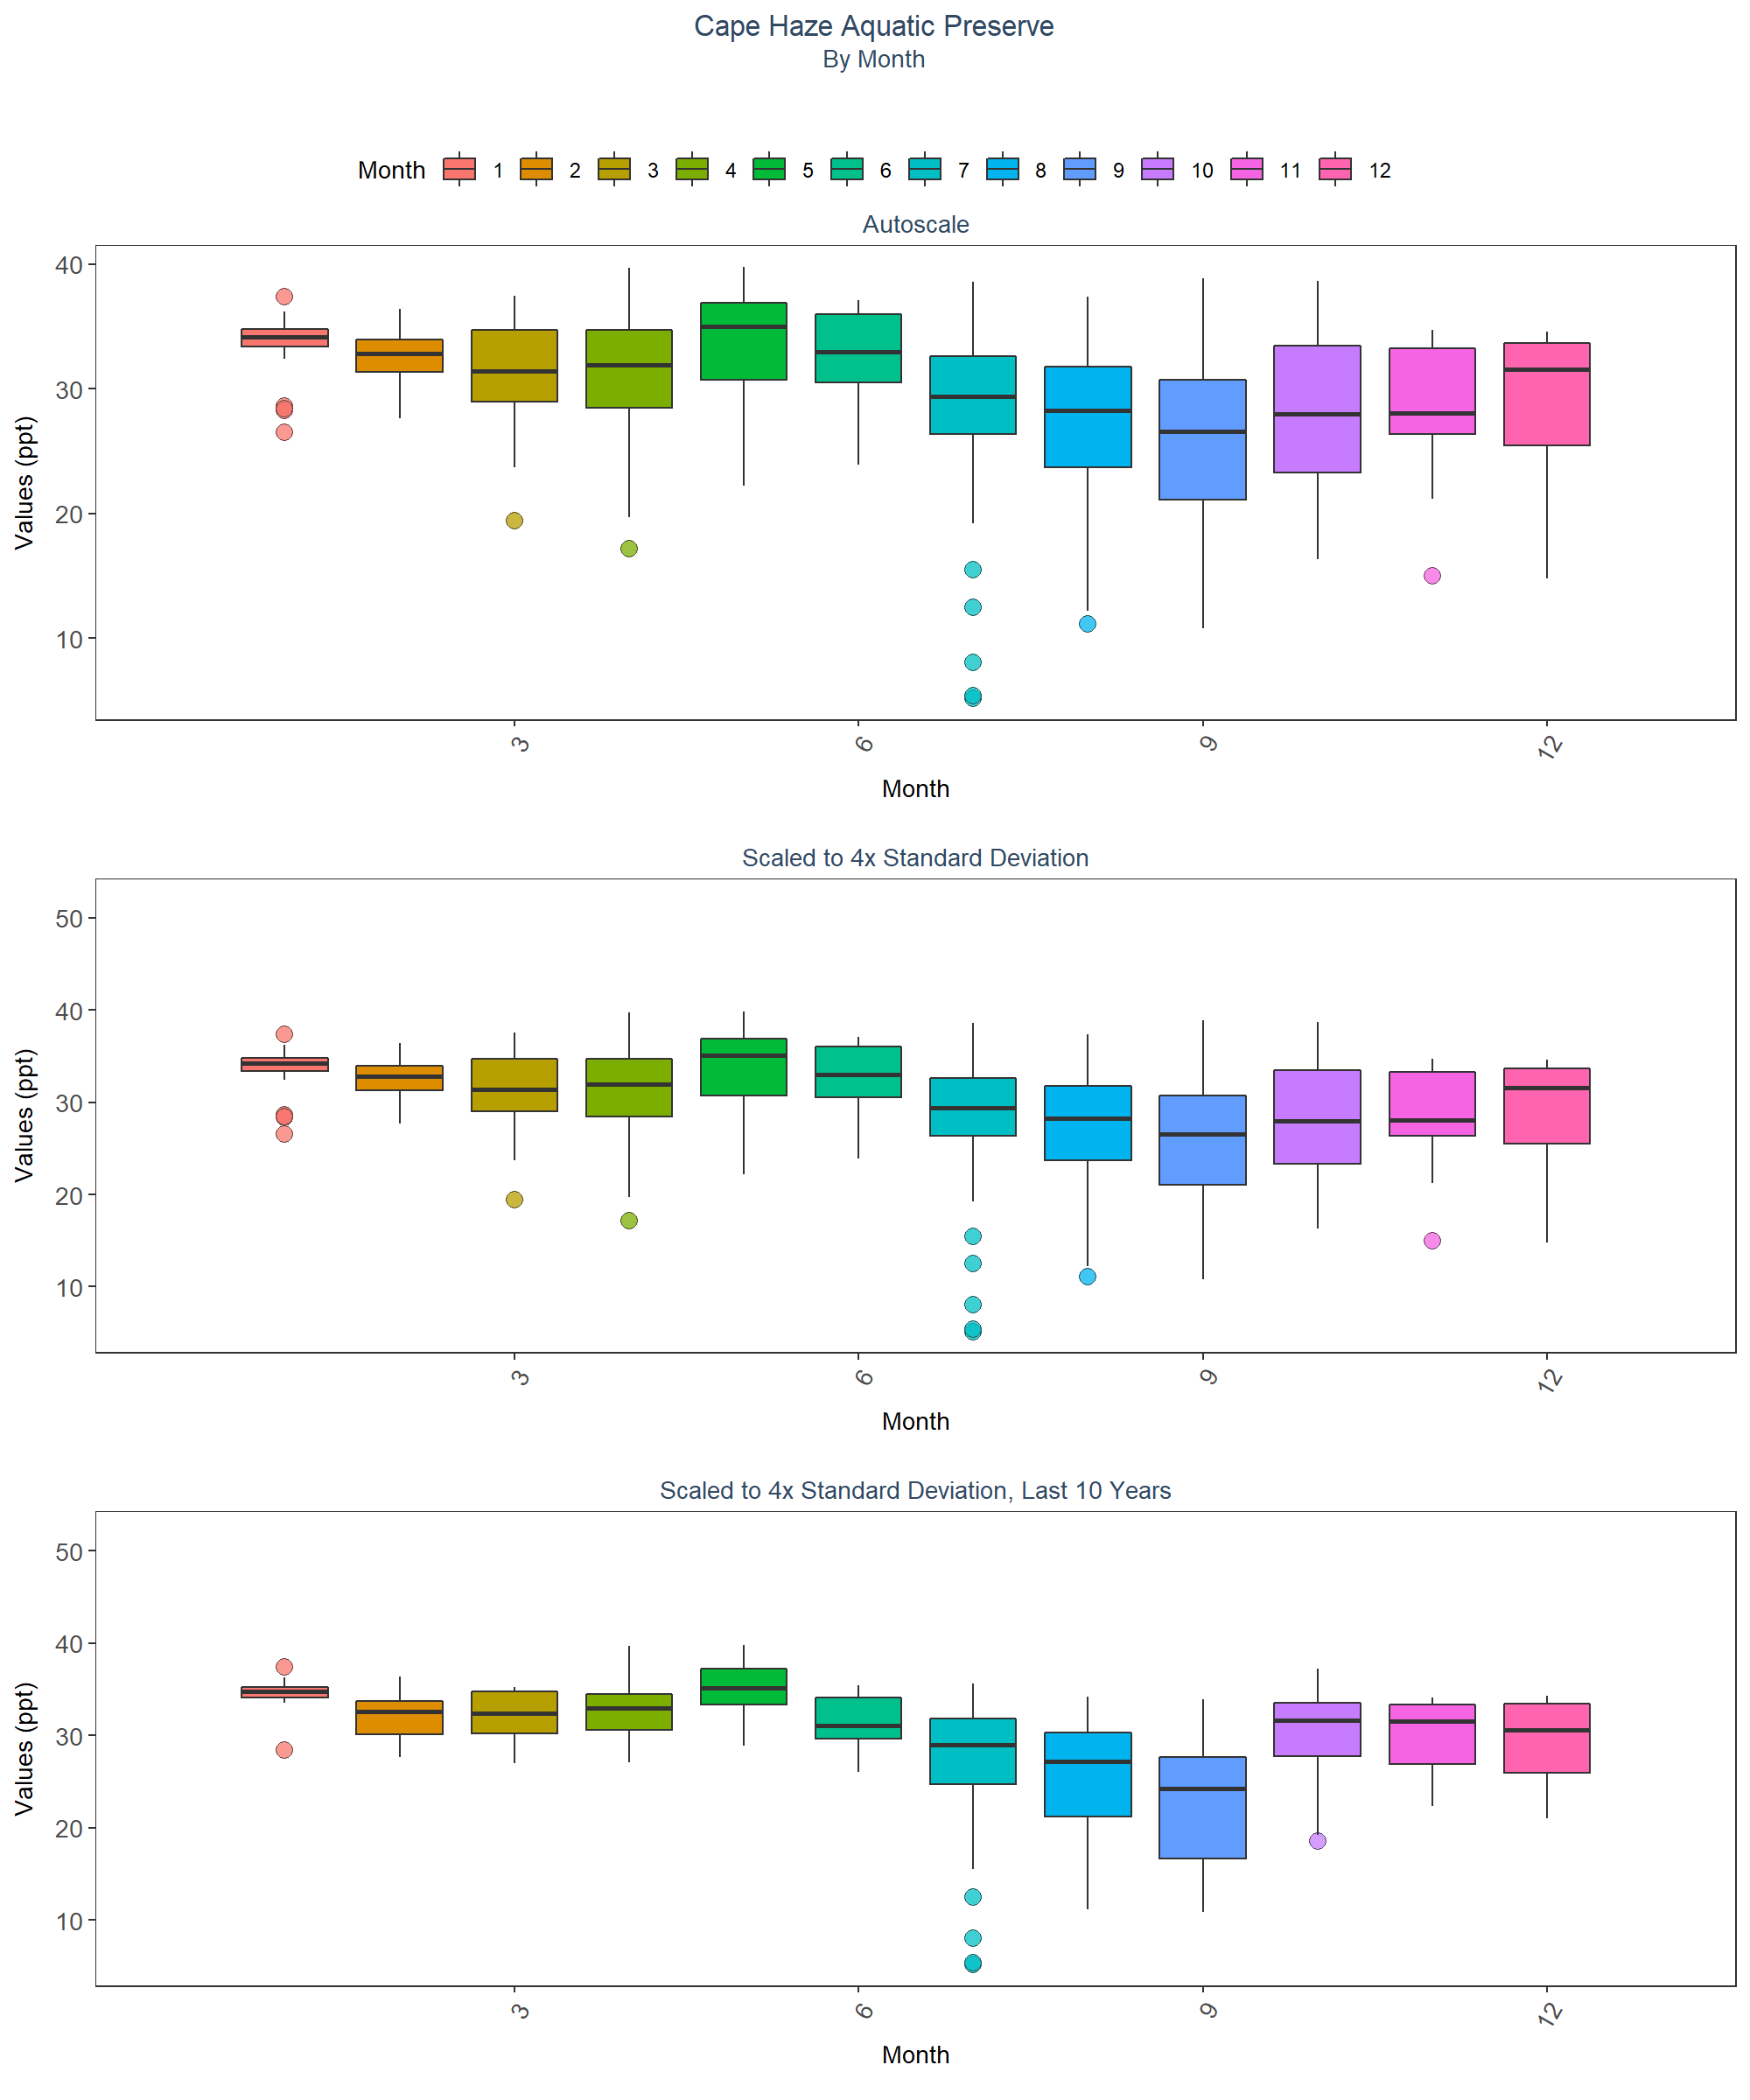 Cape Haze Aquatic Preserve
By Month
Month 1 2 3 4 5 6 7 8 9 10 11 12
Autoscale
40
30
20
10
Values (ppt)
3 6 9 12
Month
Scaled to 4x Standard Deviation
50
40
30
20
10
Values (ppt)
3 6 9 12
Month
Scaled to 4x Standard Deviation, Last 10 Years
50
40
30
20
10
Values (ppt)
3 6 9 12
Month